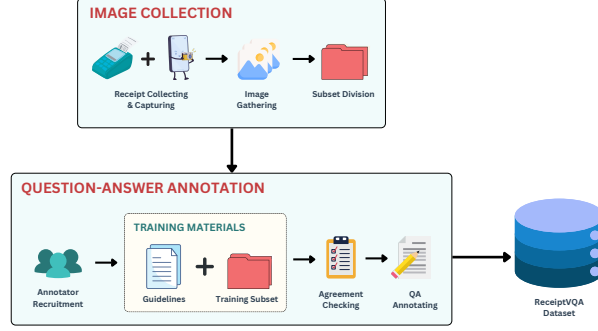 IMAGE COLLECTION
Receipt Collecting
& Capturing
Image
Gathering
Subset Division
QUESTION-ANSWER ANNOTATION
TRAINING MATERIALS
Annotator
Recruitment
Guidelines
Training Subset
Agreement
Checking
QA
Annotating
ReceiptVQA
Dataset